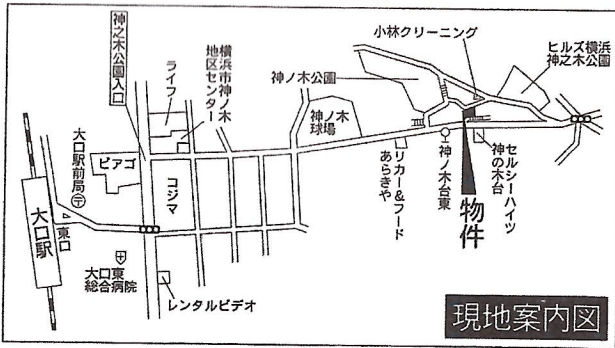 神之木公園入口
ライフ
横浜市神ノ木
地区センター
神ノ木公園
小林クリーニング
ヒルズ横浜
神之木公園
神ノ木
球場
大口駅前局〒
ピアゴ
コジマ
リカー&フード
あらきや
神ノ木台東
セルシーハイツ
神の木台
物件
大口駅
東口
大口東
総合病院
レンタルビデオ
現地案内図